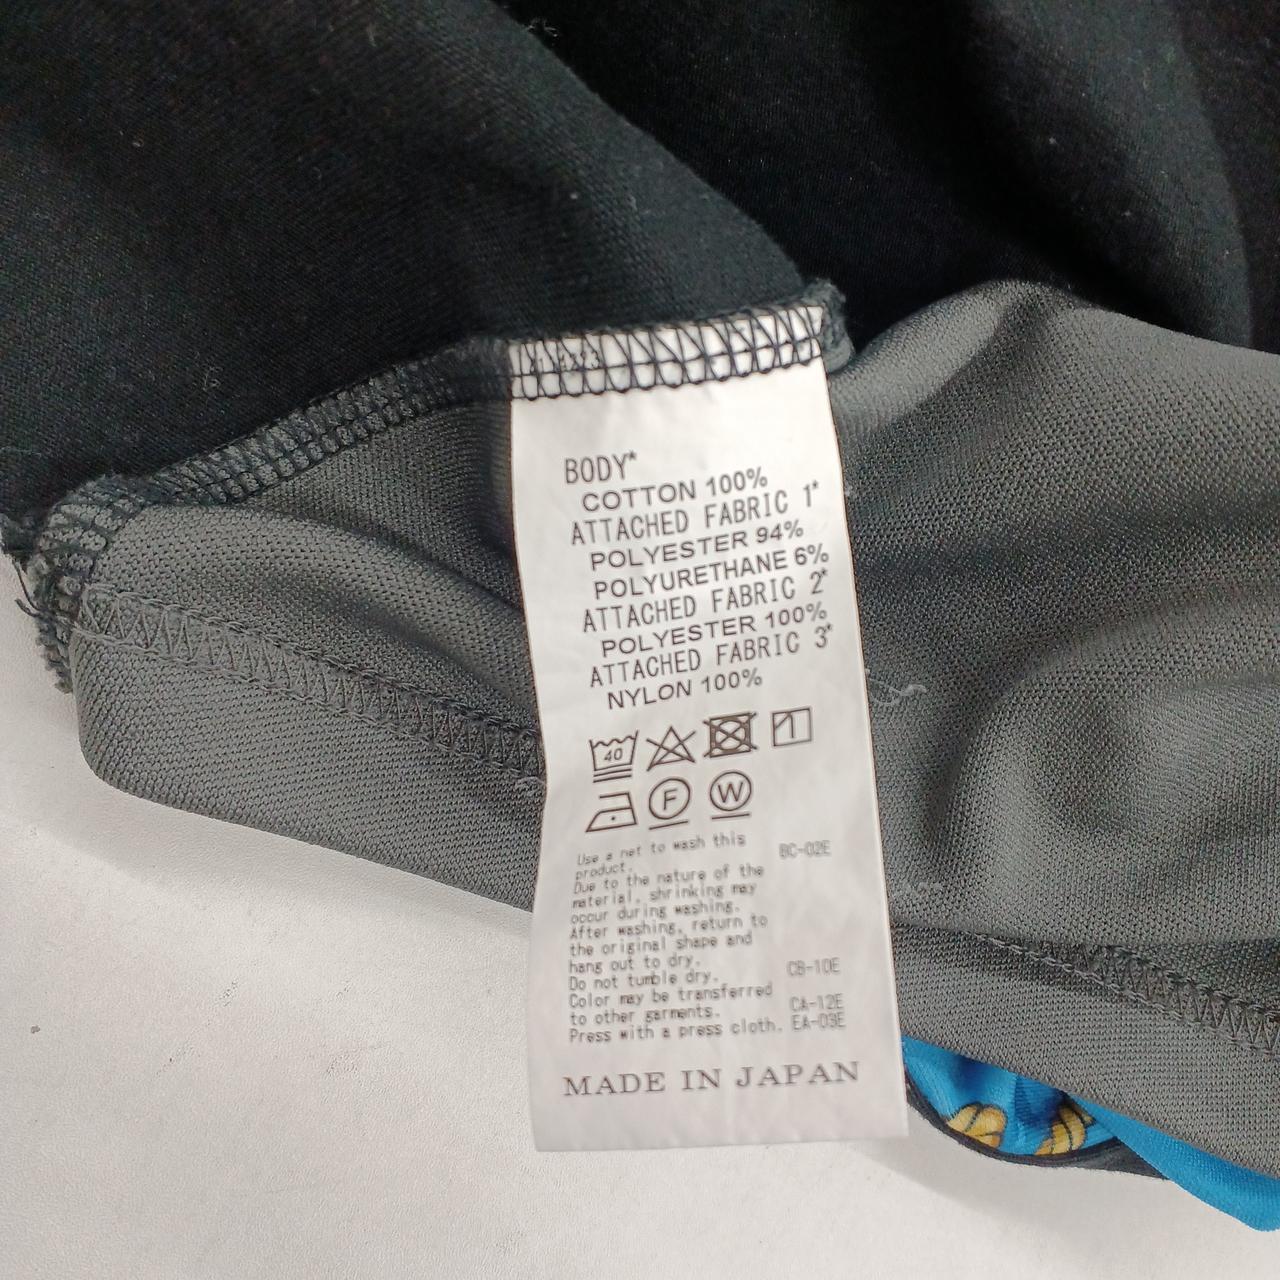 BODY*
COTTON 100%
ATTACHED FABRIC 1*
POLYESTER 94%
POLYURETHANE 6%
ATTACHED FABRIC 2*
POLYESTER 100%
ATTACHED FABRIC 3*
NYLON 100%
40
F W
Use a net to wash this BC-02E
product.
Due to the nature of the
material, shrinking may
occur during washing.
After washing, return to
the original shape and
hang out to dry. CB-10E
Do not tumble dry.
Color may be transferred CA-12E
to other garments.
Press with a press cloth. EA-03E
MADE IN JAPAN